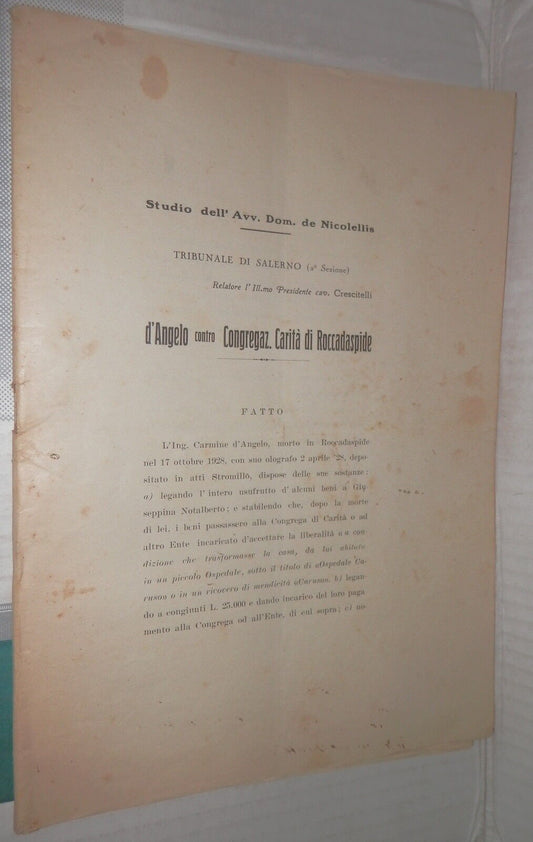 Studio dell' Avv. Dom. de Nicolellis
TRIBUNALE DI SALERNO (2ª Sezione)
Relatore l' Ill.mo Presidente cav. Crescitelli
d'Angelo contro Congregaz. Carità di Roccadaspide
FATTO
L'Ing. Carmine d'Angelo, morto in Roccadaspide
nel 17 ottobre 1928, con suo olografo 2 aprile '28, depo-
sitato in atti Stromillo, dispose delle sue sostanze:
a) legando l' intero usufrutto d' alcuni beni a Giu-
seppina Notalberto; e stabilendo che, dopo la morte
di lei, i beni passassero alla Congrega di Carità o ad
altro Ente incaricato d'accettare la liberalità a con-
dizione che trasformasse la casa, da lui abitata
in un piccolo Ospedale, sotto il titolo di «Ospedale Ca-
ruso» o in un ricovero di mendicità «Caruso», b) legan-
do a congiunti L. 25.000 e dando incarico del loro paga
mento alla Congrega od all'Ente, di cui sopra; c) no-